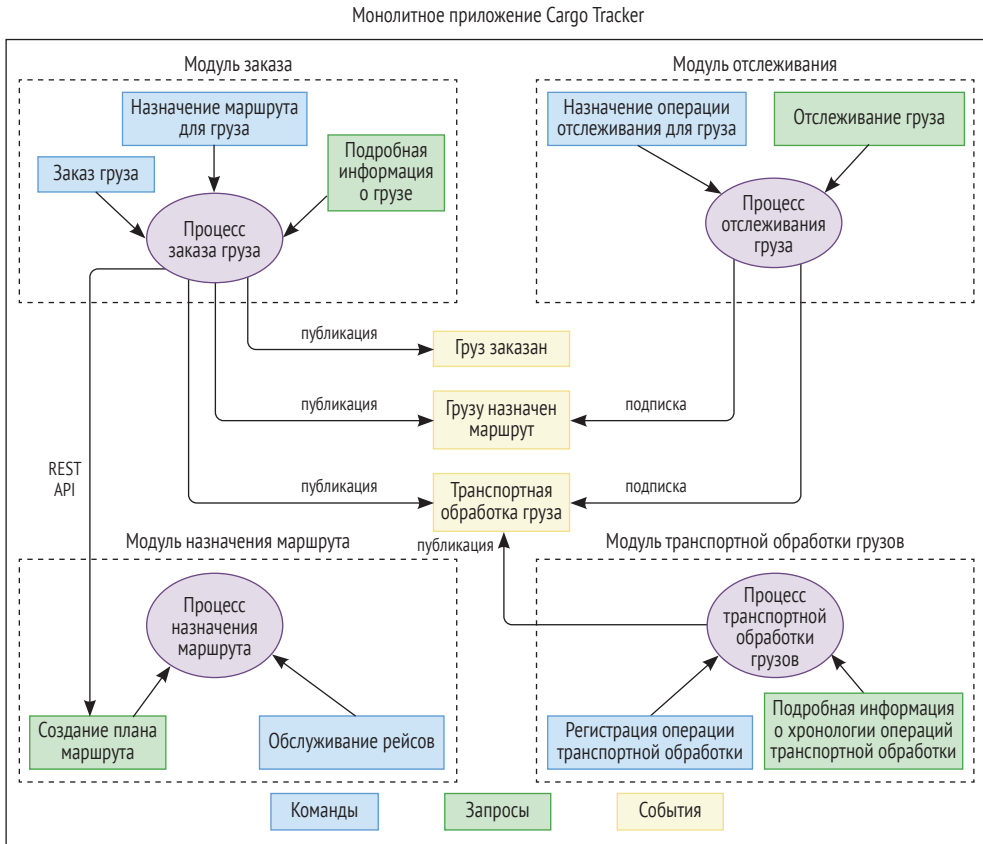 Монолитное приложение Cargo Tracker
Модуль заказа
Модуль отслеживания
Назначение маршрута
для груза
Заказ груза
Подробная
информация
о грузе
Процесс
заказа груза
Назначение операции
отслеживания для груза
Отслеживание груза
Процесс
отслеживания
груза
публикация
Груз заказан
публикация
Грузу назначен
маршрут
подписка
REST
API
публикация
Транспортная
обработка груза
подписка
публикация
Модуль назначения маршрута
Модуль транспортной обработки грузов
Процесс
назначения
маршрута
Создание плана
маршрута
Обслуживание рейсов
Процесс
транспортной
обработки
грузов
Регистрация операции
транспортной обработки
Подробная информация
о хронологии операций
транспортной обработки
Команды
Запросы
События